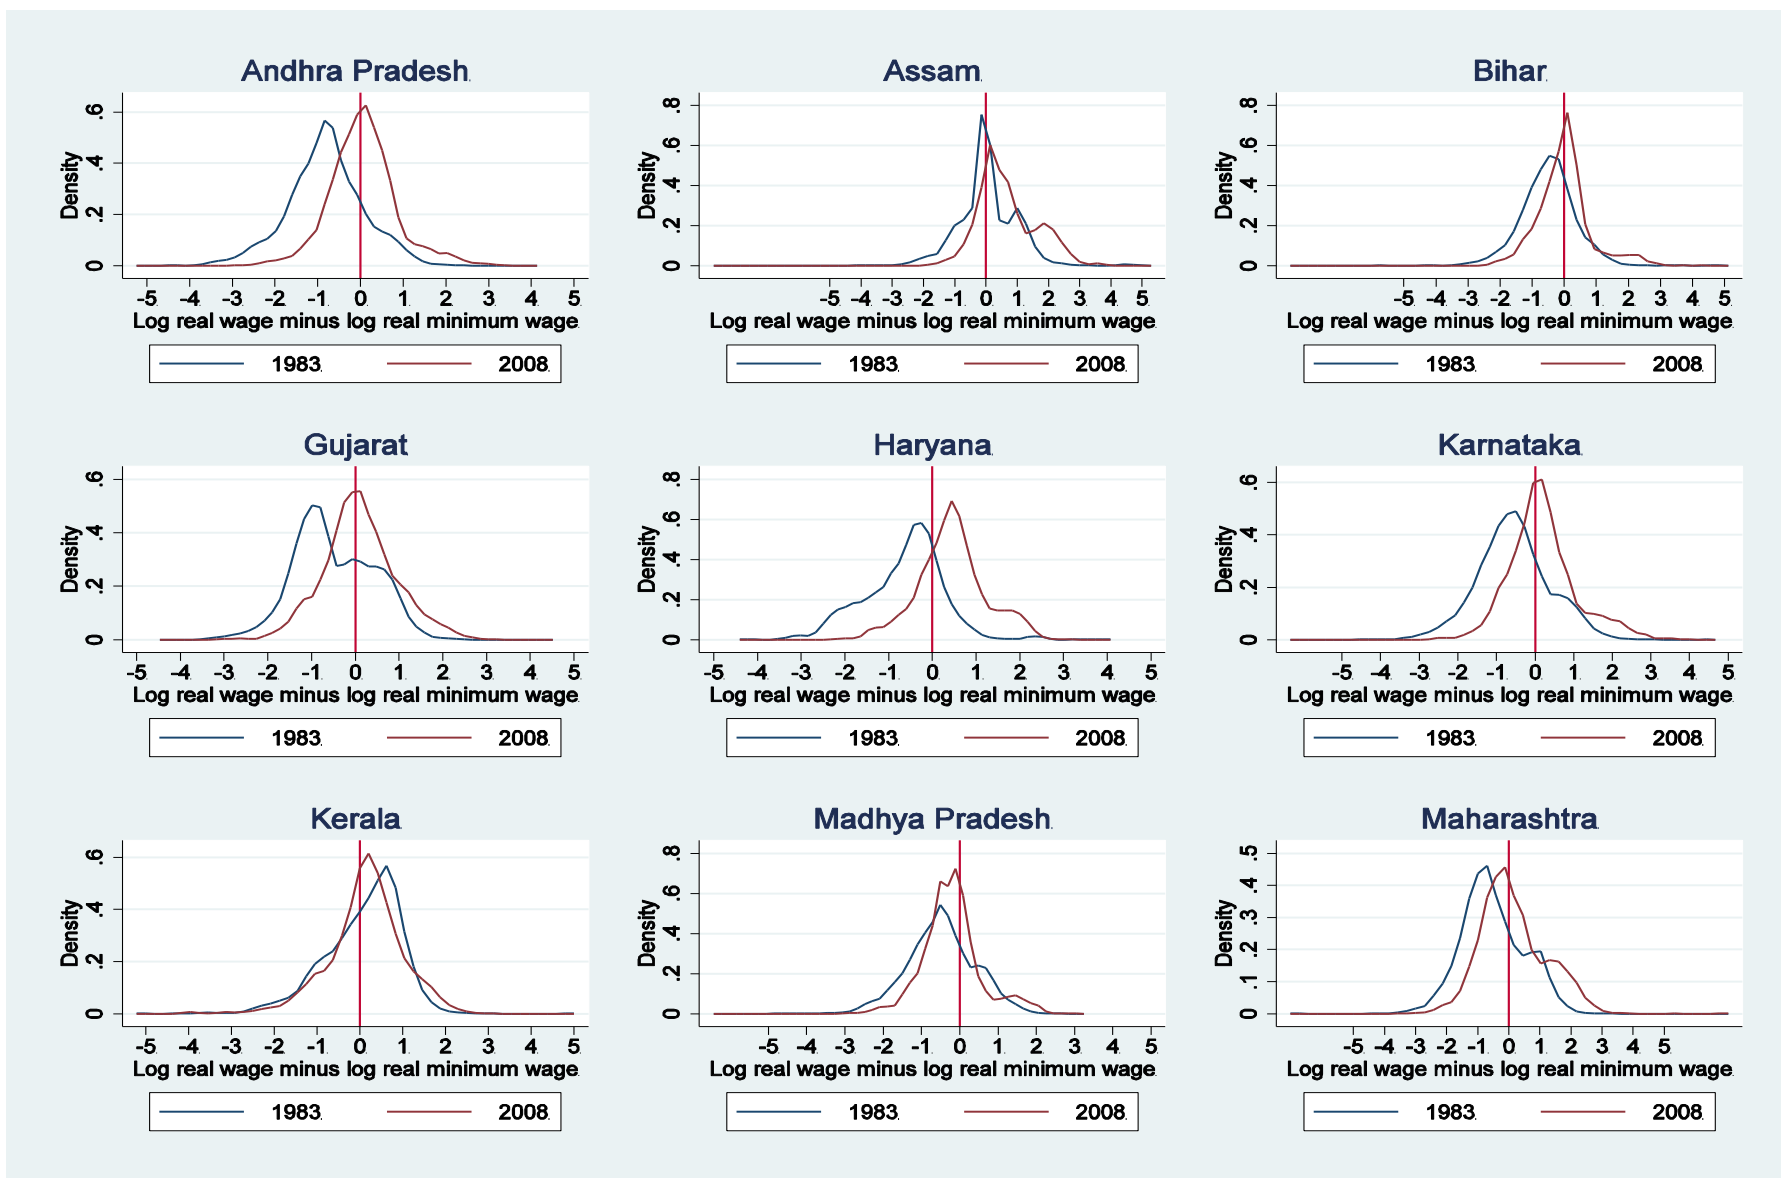 Andhra Pradesh
Density
.6
.4
.2
0
-5 -4 -3 -2 -1 0 1 2 3 4 5
Log real wage minus log real minimum wage
1983 2008
Assam
Density
.8
.6
.4
.2
0
-5 -4 -3 -2 -1 0 1 2 3 4 5
Log real wage minus log real minimum wage
1983 2008
Bihar
Density
.8
.6
.4
.2
0
-5 -4 -3 -2 -1 0 1 2 3 4 5
Log real wage minus log real minimum wage
1983 2008
Gujarat
Density
.6
.4
.2
0
-5 -4 -3 -2 -1 0 1 2 3 4 5
Log real wage minus log real minimum wage
1983 2008
Haryana
Density
.8
.6
.4
.2
0
-5 -4 -3 -2 -1 0 1 2 3 4 5
Log real wage minus log real minimum wage
1983 2008
Karnataka
Density
.6
.4
.2
0
-5 -4 -3 -2 -1 0 1 2 3 4 5
Log real wage minus log real minimum wage
1983 2008
Kerala
Density
.6
.4
.2
0
-5 -4 -3 -2 -1 0 1 2 3 4 5
Log real wage minus log real minimum wage
1983 2008
Madhya Pradesh
Density
.8
.6
.4
.2
0
-5 -4 -3 -2 -1 0 1 2 3 4 5
Log real wage minus log real minimum wage
1983 2008
Maharashtra
Density
.5
.4
.3
.2
.1
0
-5 -4 -3 -2 -1 0 1 2 3 4 5
Log real wage minus log real minimum wage
1983 2008